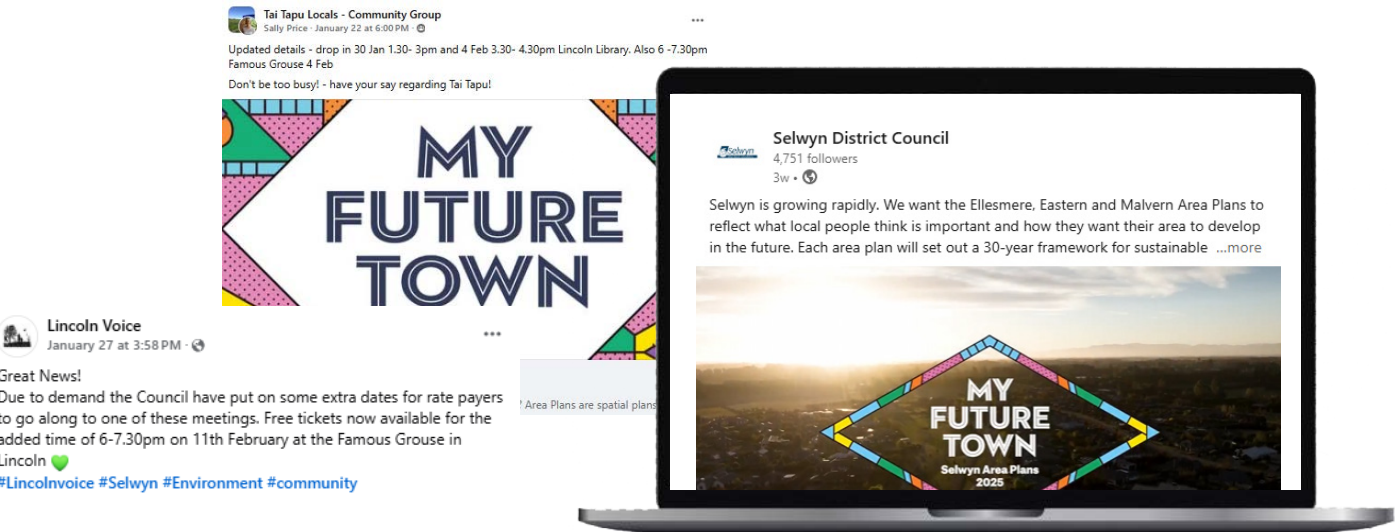 Tai Tapu Locals - Community Group
Sally Price · January 22 at 6:00 PM ·
Updated details - drop in 30 Jan 1.30- 3pm and 4 Feb 3.30- 4.30pm Lincoln Library. Also 6 -7.30pm
Famous Grouse 4 Feb
Don't be too busy! - have your say regarding Tai Tapu!
MY
FUTURE
TOWN
? Area Plans are spatial plans
Lincoln Voice
January 27 at 3:58 PM ·
Great News!
Due to demand the Council have put on some extra dates for rate payers
to go along to one of these meetings. Free tickets now available for the
added time of 6-7.30pm on 11th February at the Famous Grouse in
Lincoln 💚
#Lincolnvoice #Selwyn #Environment #community
Selwyn
Selwyn District Council
4,751 followers
3w •
Selwyn is growing rapidly. We want the Ellesmere, Eastern and Malvern Area Plans to
reflect what local people think is important and how they want their area to develop
in the future. Each area plan will set out a 30-year framework for sustainable ...more
MY
FUTURE
TOWN
Selwyn Area Plans
2025